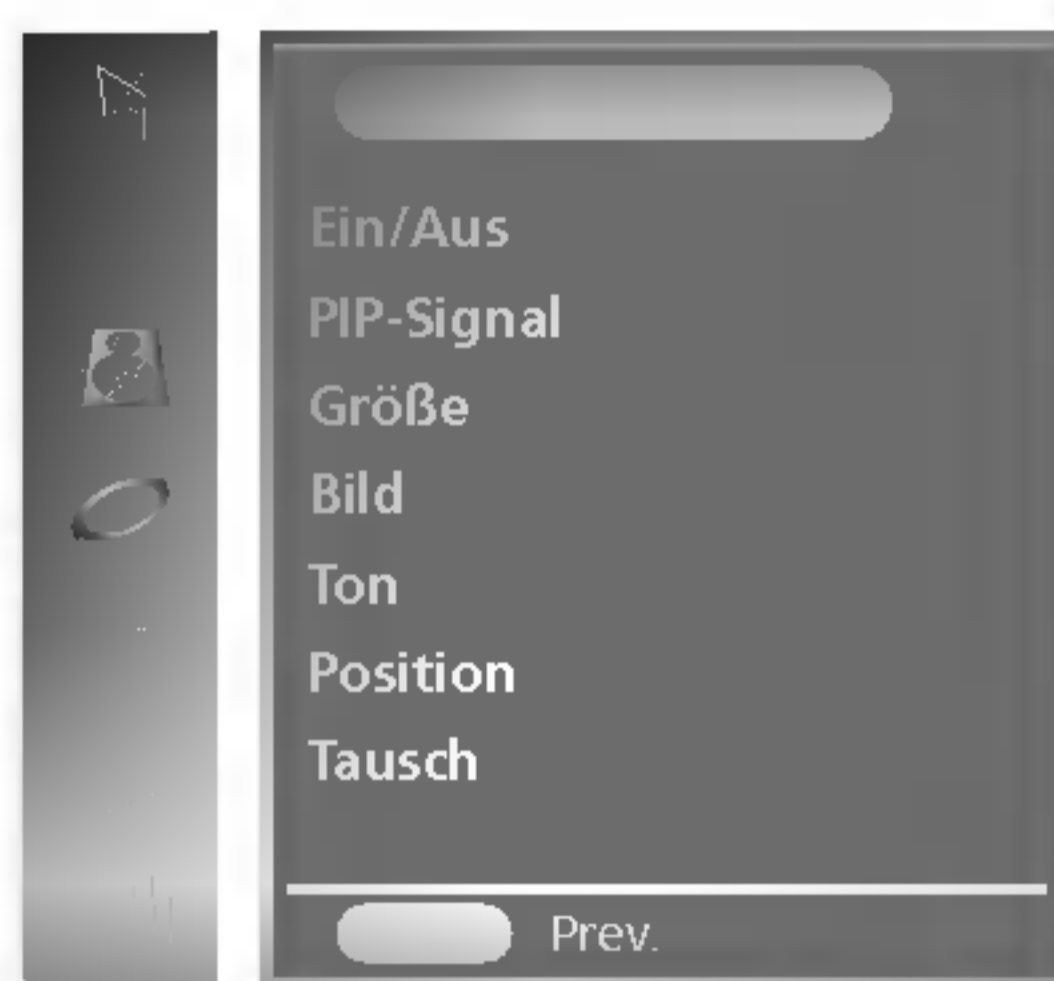 Ein/Aus
PIP-Signal
Größe
Bild
Ton
Position
Tausch
Prev.